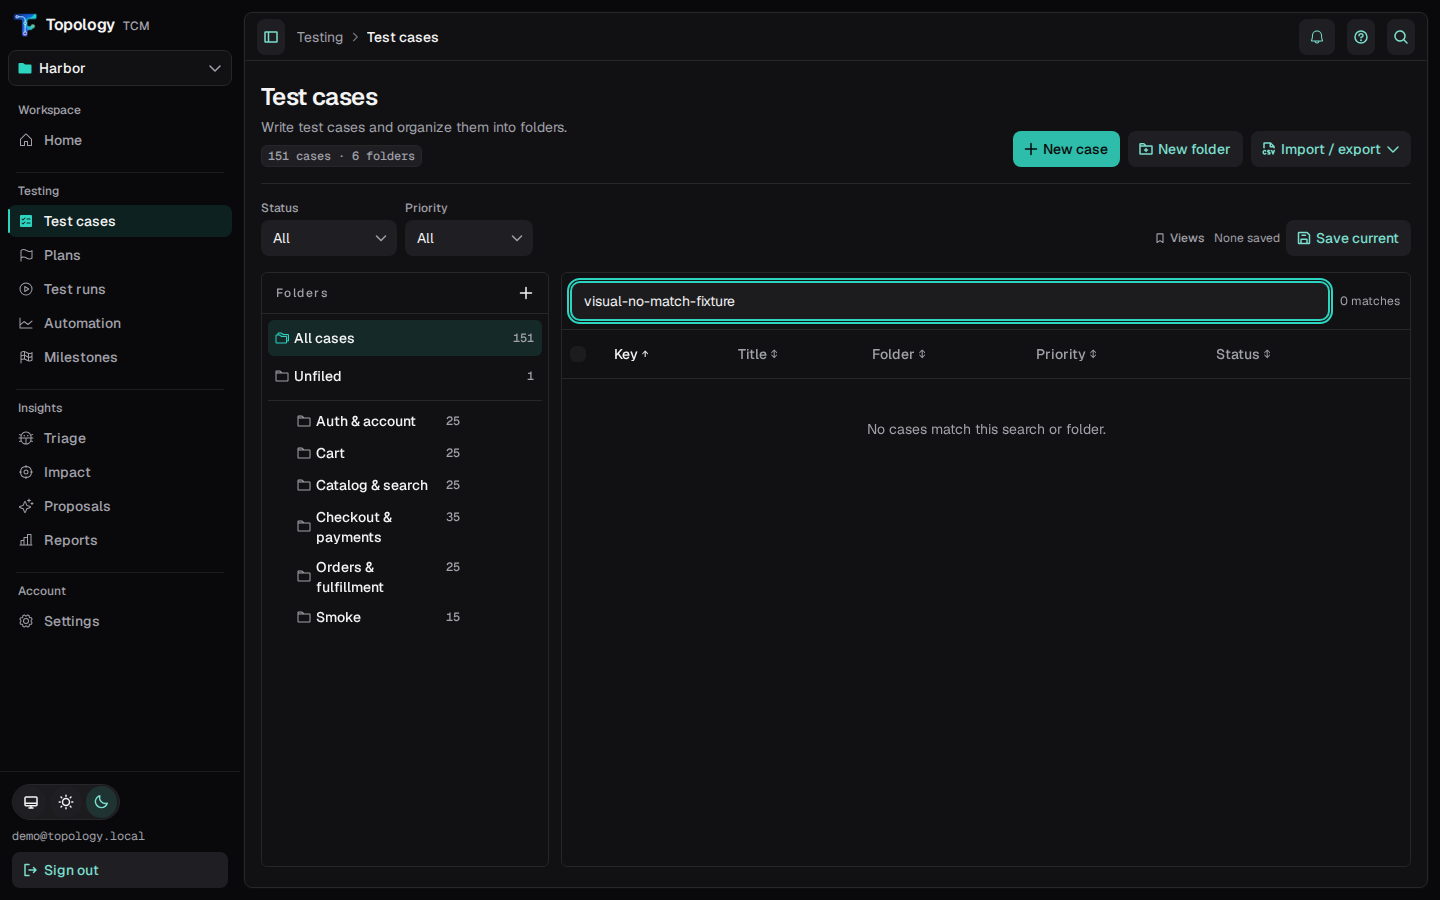 Topology TCM
Harbor
Workspace
Home
Testing
Test cases
Plans
Test runs
Automation
Milestones
Insights
Triage
Impact
Proposals
Reports
Account
Settings
demo@topology.local
Sign out
Testing > Test cases
Test cases
Write test cases and organize them into folders.
151 cases · 6 folders
New case
New folder
Import / export
Status
Priority
All
All
Views None saved
Save current
Folders
All cases 151
Unfiled 1
Auth & account 25
Cart 25
Catalog & search 25
Checkout & 35
payments
Orders & 25
fulfillment
Smoke 15
visual-no-match-fixture
0 matches
Key Title Folder Priority Status
No cases match this search or folder.